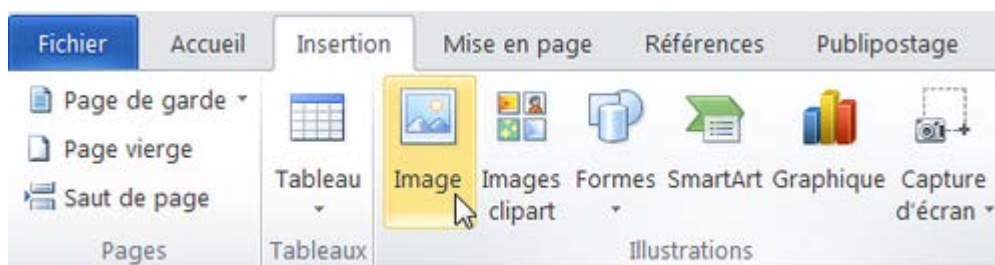 Fichier Accueil Insertion Mise en page Références Publipostage
Page de garde
Page vierge
Saut de page
Pages
Tableau
Tableaux
Image
Images clipart
Formes
SmartArt
Graphique
Capture d'écran
Illustrations